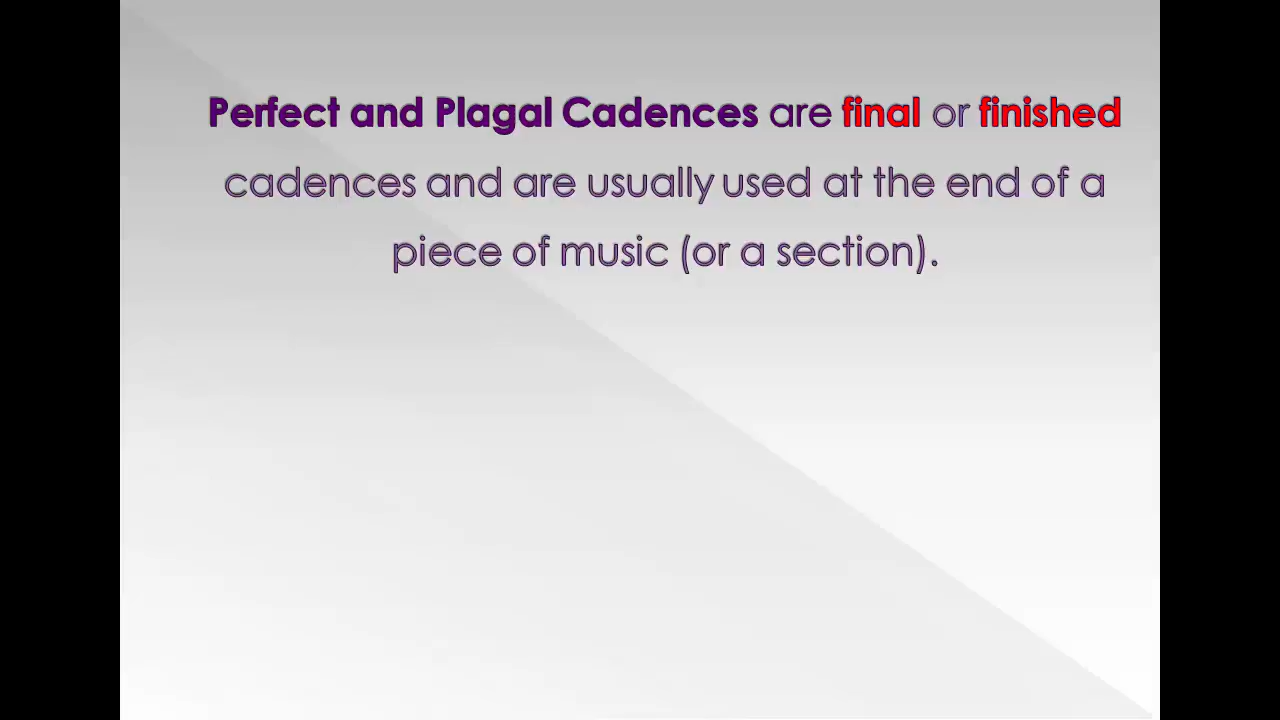 Perfect and Plagal Cadences are final or finished
cadences and are usually used at the end of a
piece of music (or a section).